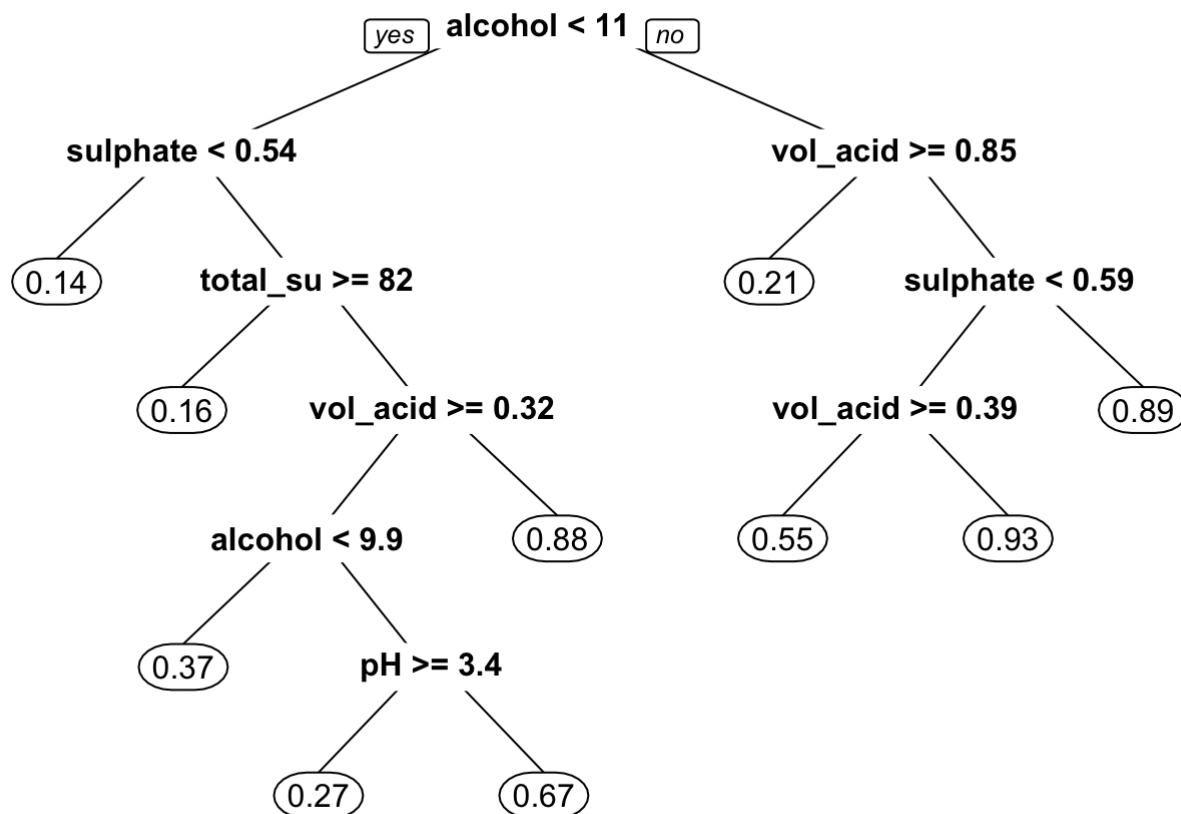 yes alcohol < 11 no
sulphate < 0.54 vol_acid >= 0.85
0.14 total_su >= 82 0.21 sulphate < 0.59
0.16 vol_acid >= 0.32 vol_acid >= 0.39 0.89
alcohol < 9.9 0.88 0.55 0.93
0.37 pH >= 3.4
0.27 0.67